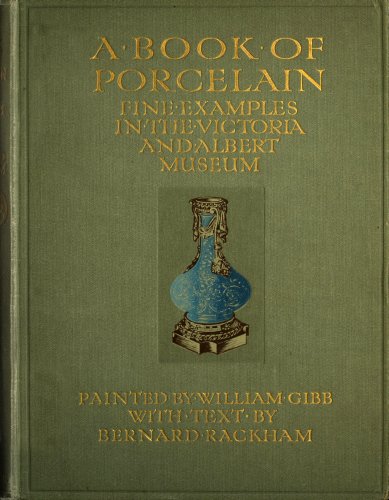 A·BOOK·OF
PORCELAIN
FINE·EXAMPLES
IN·THE·VICTORIA
AND ALBERT
MUSEUM
PAINTED·BY·WILLIAM·GIBB
WITH·TEXT·BY
BERNARD·RACKHAM